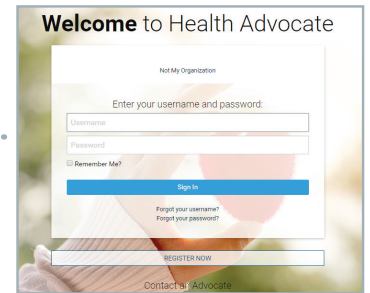 Welcome to Health Advocate
Not My Organization
Enter your username and password:
Username
Password
Remember Me?
Sign In
Forgot your username?
Forgot your password?
REGISTER NOW
Contact an Advocate